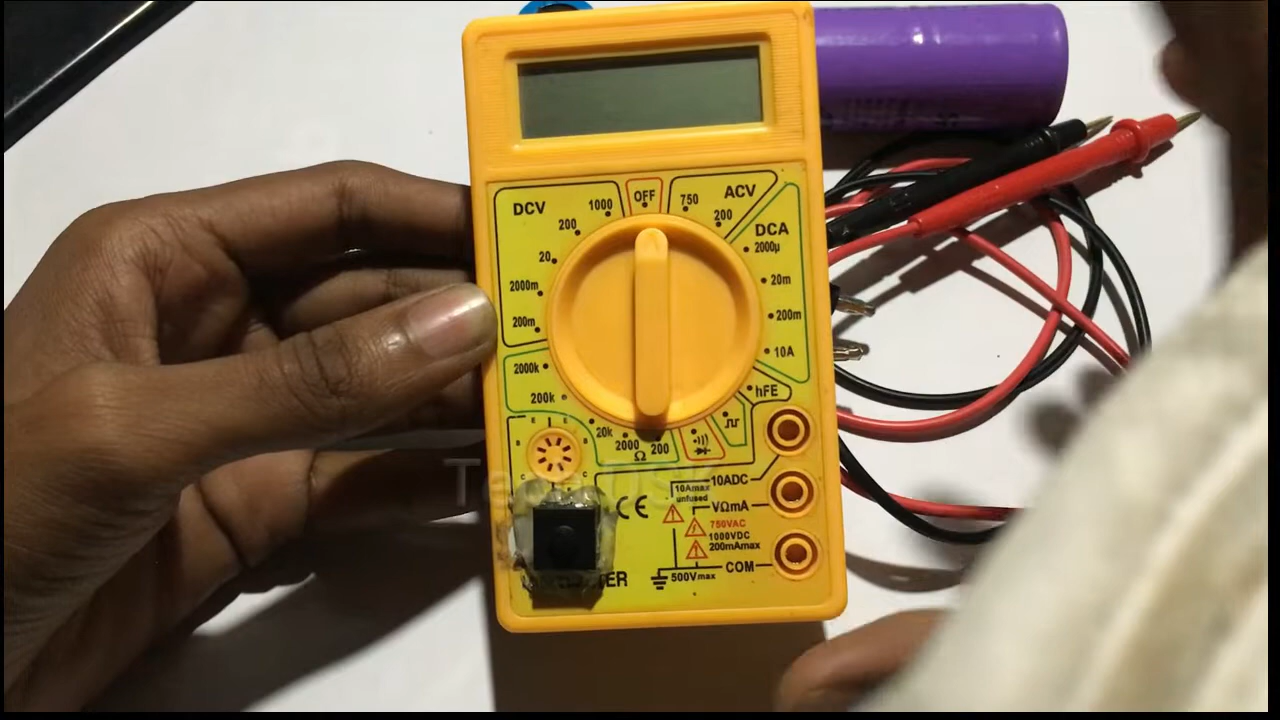 OFF
DCV 1000
750 ACV
200
200
DCA
2000µ
20
20m
2000m
200m
200m
10A
2000k
hFE
200k
20k
2000
200
Ω
E E
B B
C C
10ADC
10Amax
unfused
CE
VΩmA
750VAC
1000VDC
200mAmax
COM
500Vmax